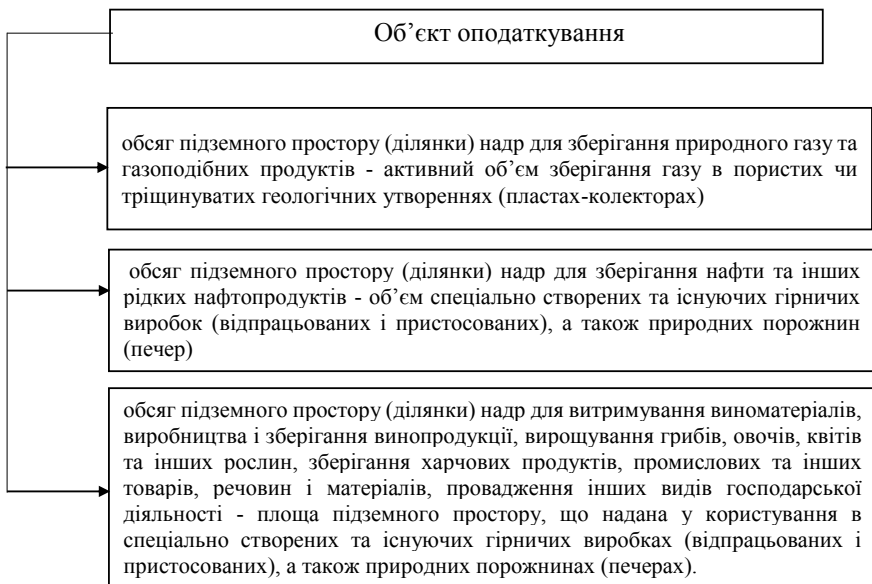 Об’єкт оподаткування
обсяг підземного простору (ділянки) надр для зберігання природного газу та
газоподібних продуктів - активний об’єм зберігання газу в пористих чи
тріщинуватих геологічних утвореннях (пластах-колекторах)
обсяг підземного простору (ділянки) надр для зберігання нафти та інших
рідких нафтопродуктів - об’єм спеціально створених та існуючих гірничих
виробок (відпрацьованих і пристосованих), а також природних порожнин
(печер)
обсяг підземного простору (ділянки) надр для витримування виноматеріалів,
виробництва і зберігання винопродукції, вирощування грибів, овочів, квітів
та інших рослин, зберігання харчових продуктів, промислових та інших
товарів, речовин і матеріалів, провадження інших видів господарської
діяльності - площа підземного простору, що надана у користування в
спеціально створених та існуючих гірничих виробках (відпрацьованих і
пристосованих), а також природних порожнинах (печерах).